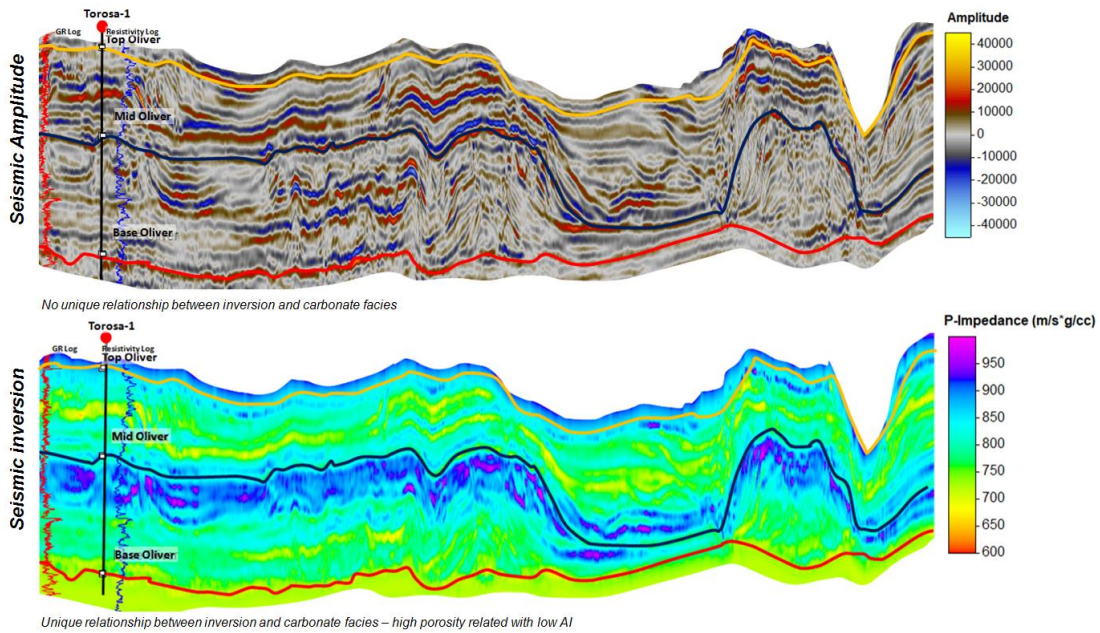 Torosa-1
GR Log
Resistivity Log
Top Oliver
Mid Oliver
Base Oliver
Seismic Amplitude
Amplitude
40000
30000
20000
10000
0
-10000
-20000
-30000
-40000
No unique relationship between inversion and carbonate facies
Torosa-1
GR Log
Resistivity Log
Top Oliver
Mid Oliver
Base Oliver
Seismic inversion
P-Impedance (m/s*g/cc)
950
900
850
800
750
700
650
600
Unique relationship between inversion and carbonate facies – high porosity related with low AI